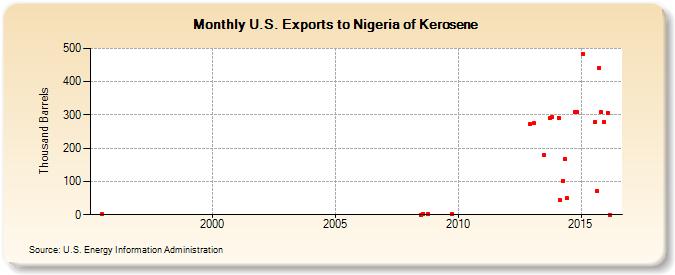 Monthly U.S. Exports to Nigeria of Kerosene
Thousand Barrels
500
400
300
200
100
0
2000 2005 2010 2015
Source: U.S. Energy Information Administration